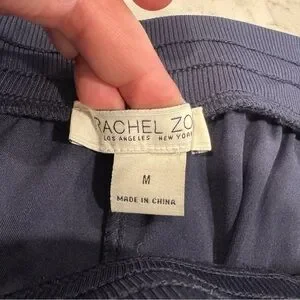 RACHEL ZO
LOS ANGELES NEW YORK
M
MADE IN CHINA